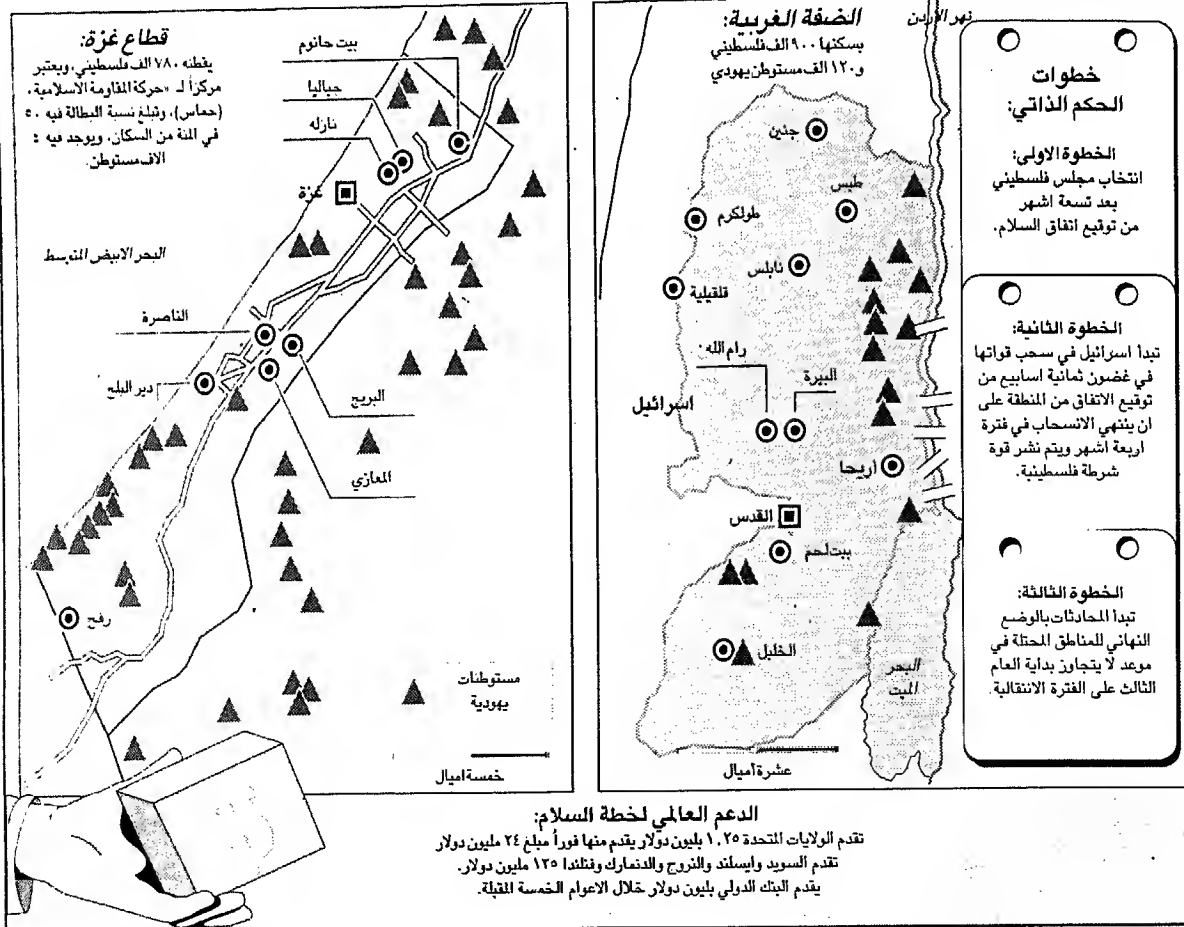 نهر الأردن
خطوات
الحكم الذاتي:
الخطوة الاولى:
انتخاب مجلس فلسطيني
بعد تسعة اشهر
من توقيع اتفاق السلام.
الخطوة الثانية:
تبدأ اسرائيل في سحب قواتها
في غضون ثمانية اسابيع من
توقيع الاتفاق من المنطقة على
ان ينتهي الانسحاب في فترة
اربعة اشهر ويتم نشر قوة
شرطة فلسطينية.
الخطوة الثالثة:
تبدأ المحادثات بالوضع
النهائي للمناطق المحتلة في
موعد لا يتجاوز بداية العام
الثالث على الفترة الانتقالية.
الضفة الغربية:
يسكنها ٩٠٠ الف فلسطيني
و١٢٠ الف مستوطن يهودي
جنين
طبس
طولكرم
نابلس
قلقيلية
رام الله
البيرة
اسرائيل
اريحا
القدس
بيت لحم
الخليل
البحر
الميت
عشرة اميال
قطاع غزة:
يقطنه ٧٨٠ الف فلسطيني، ويعتبر
مركزاً لـ «حركة المقاومة الاسلامية»
(حماس)، وتبلغ نسبة البطالة فيه ٥٠
في المئة من السكان، ويوجد فيه ٤
الاف مستوطن.
بيت حانوم
جباليا
نازله
غزة
البحر الابيض المتوسط
الناصرة
دير البلح
البريج
المعازي
رفح
مستوطنات
يهودية
خمسة اميال
الدعم العالمي لخطة السلام:
تقدم الولايات المتحدة ١,٢٥ بليون دولار يقدم منها فوراً مبلغ ٢٤ مليون دولار
تقدم السويد وايسلند والنروج والدنمارك وفنلندا ١٢٥ مليون دولار.
يقدم البنك الدولي بليون دولار خلال الاعوام الخمسة المقبلة.